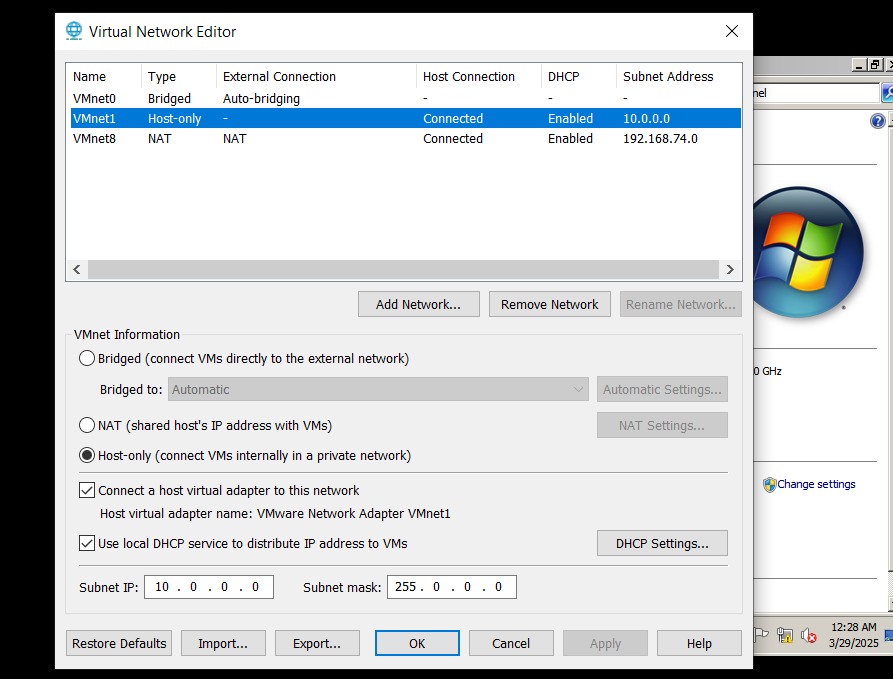 Virtual Network Editor
Name Type External Connection Host Connection DHCP Subnet Address
VMnet0 Bridged Auto-bridging - - -
VMnet1 Host-only - Connected Enabled 10.0.0.0
VMnet8 NAT NAT Connected Enabled 192.168.74.0
Add Network... Remove Network Rename Network...
VMnet Information
Bridged (connect VMs directly to the external network)
Bridged to: Automatic Automatic Settings...
NAT (shared host's IP address with VMs) NAT Settings...
Host-only (connect VMs internally in a private network)
Connect a host virtual adapter to this network
Host virtual adapter name: VMware Network Adapter VMnet1
Use local DHCP service to distribute IP address to VMs DHCP Settings...
Subnet IP: 10 . 0 . 0 . 0 Subnet mask: 255 . 0 . 0 . 0
Restore Defaults Import... Export... OK Cancel Apply Help
nel
0 GHz
Change settings
12:28 AM
3/29/2025